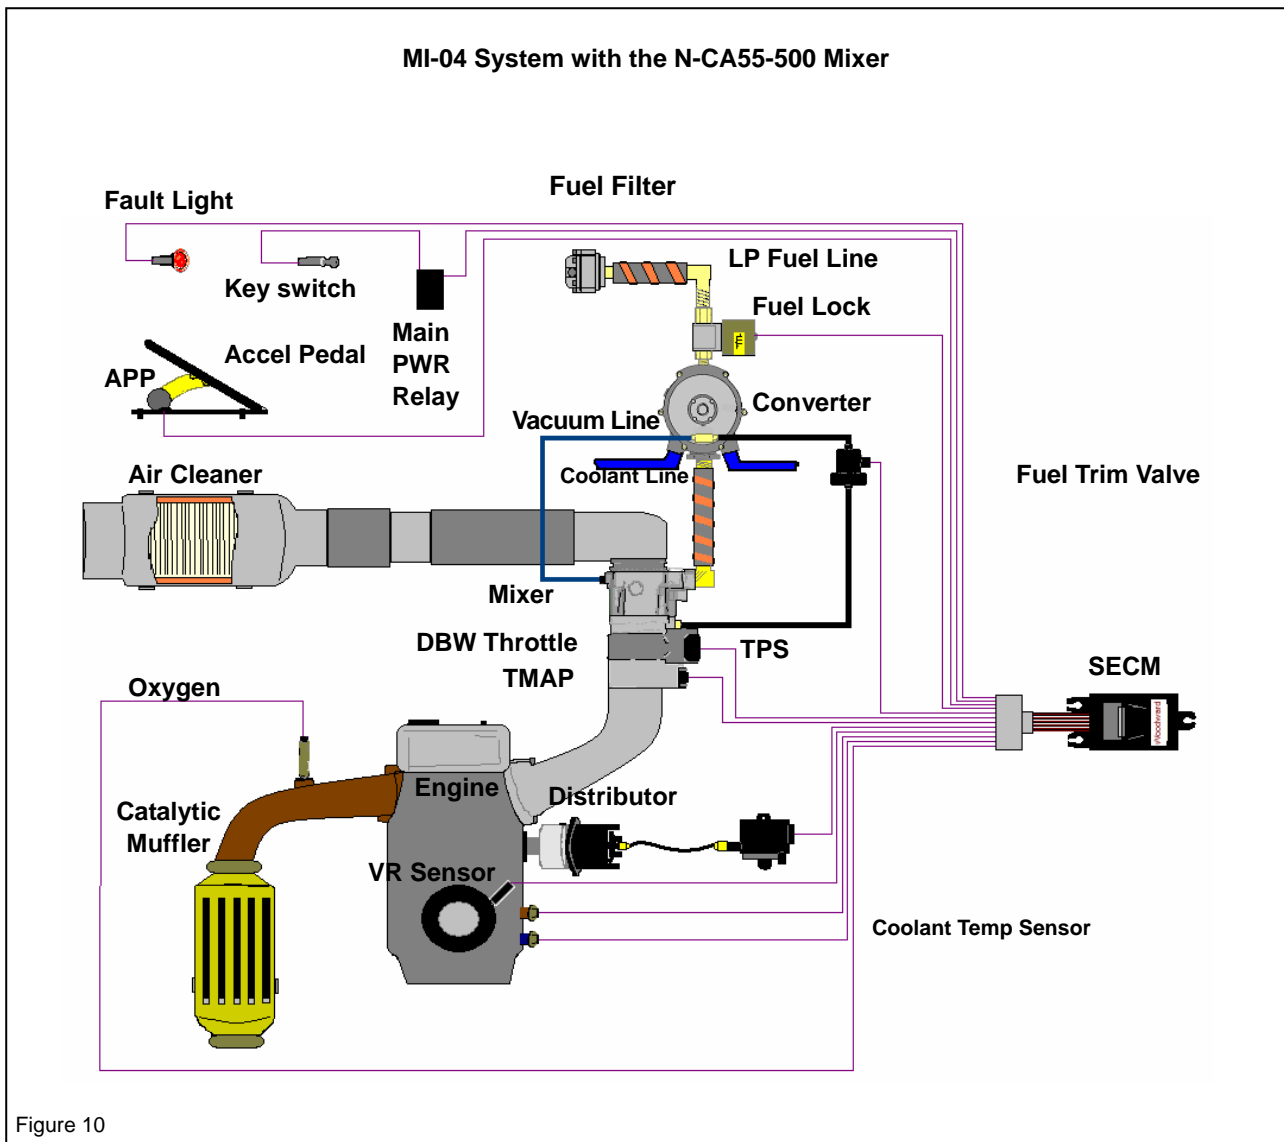 MI-04 System with the N-CA55-500 Mixer
Fuel Filter
Fault Light
LP Fuel Line
Key switch
Fuel Lock
Main
PWR
Relay
Accel Pedal
APP
Converter
Vacuum Line
Air Cleaner
Coolant Line
Fuel Trim Valve
Mixer
DBW Throttle
TPS
TMAP
SECM
Oxygen
Woodward
Engine
Distributor
Catalytic
Muffler
VR Sensor
Coolant Temp Sensor
Figure 10